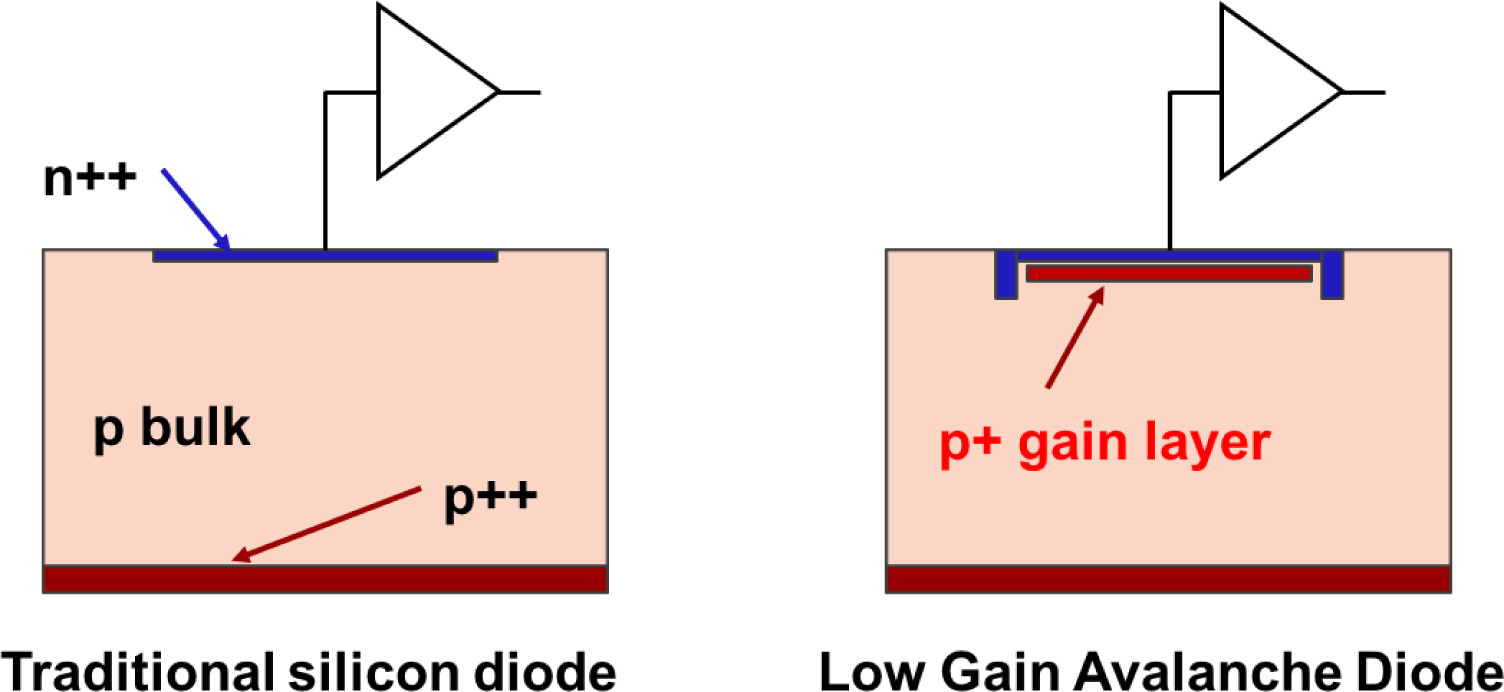 n++
p bulk
p++
p+ gain layer
Traditional silicon diode
Low Gain Avalanche Diode